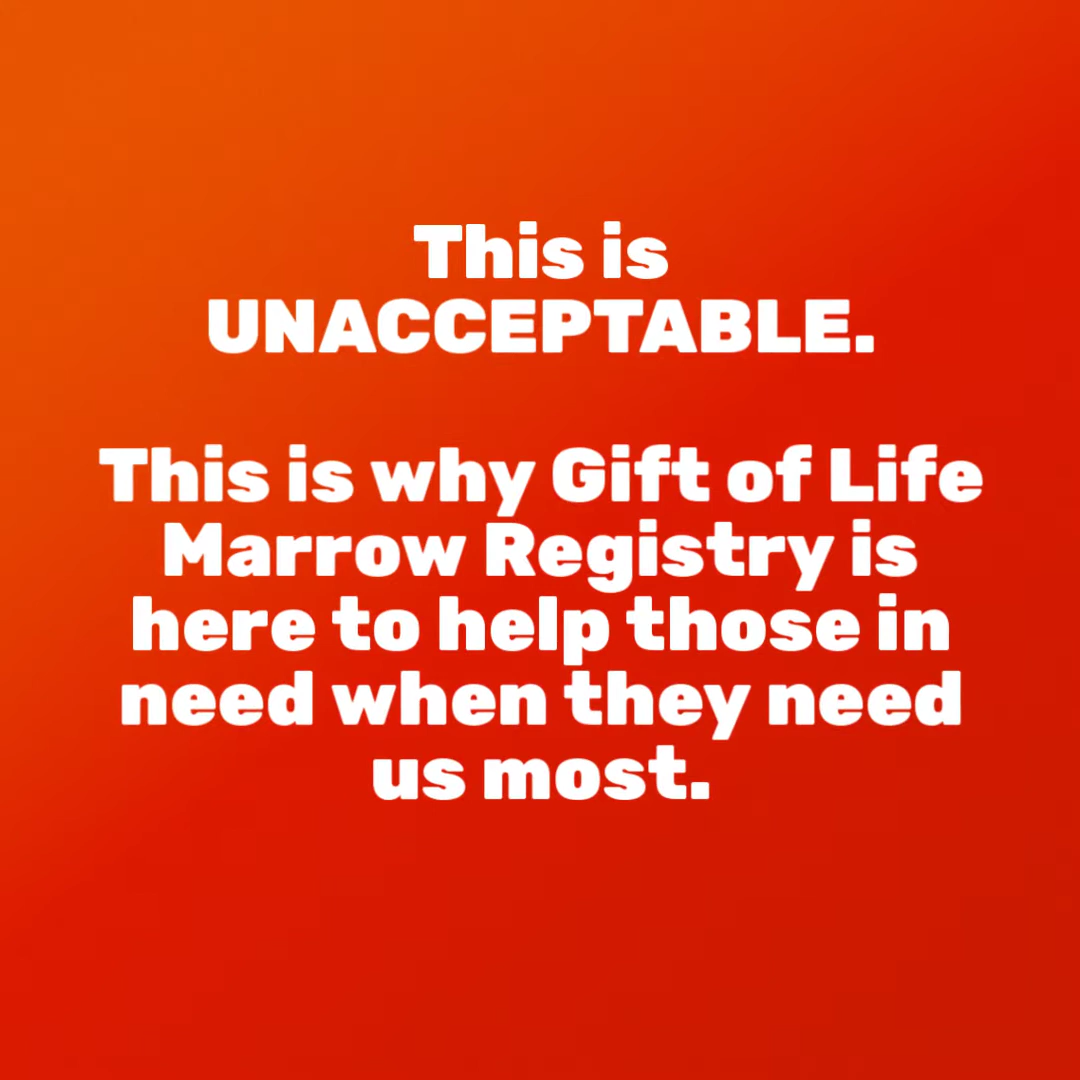 This is
UNACCEPTABLE.
This is why Gift of Life
Marrow Registry is
here to help those in
need when they need
us most.